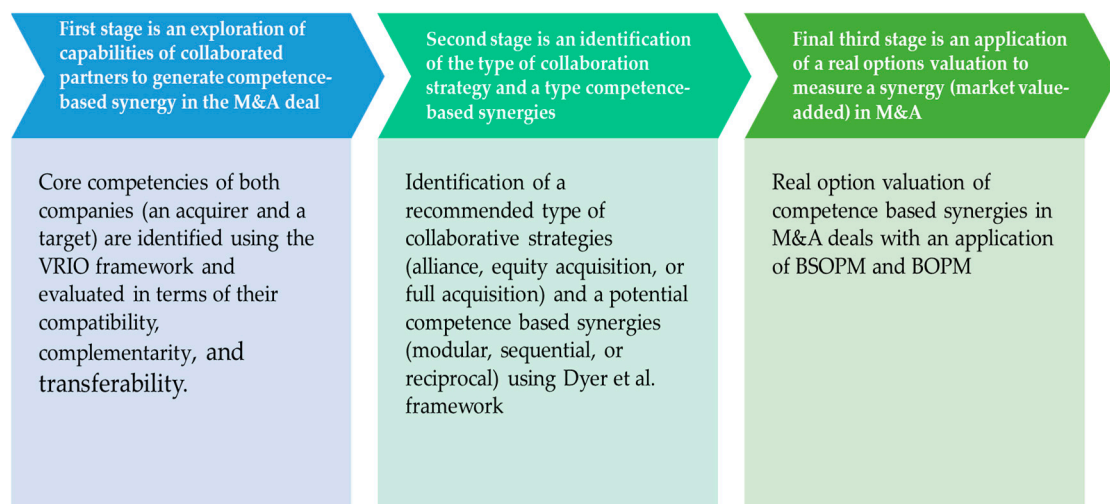 First stage is an exploration of
capabilities of collaborated
partners to generate competence-
based synergy in the M&A deal
Core competencies of both
companies (an acquirer and a
target) are identified using the
VRIO framework and
evaluated in terms of their
compatibility,
complementarity, and
transferability.
Second stage is an identification
of the type of collaboration
strategy and a type competence-
based synergies
Identification of a
recommended type of
collaborative strategies
(alliance, equity acquisition, or
full acquisition) and a potential
competence based synergies
(modular, sequential, or
reciprocal) using Dyer et al.
framework
Final third stage is an application
of a real options valuation to
measure a synergy (market value-
added) in M&A
Real option valuation of
competence based synergies in
M&A deals with an application
of BSOPM and BOPM